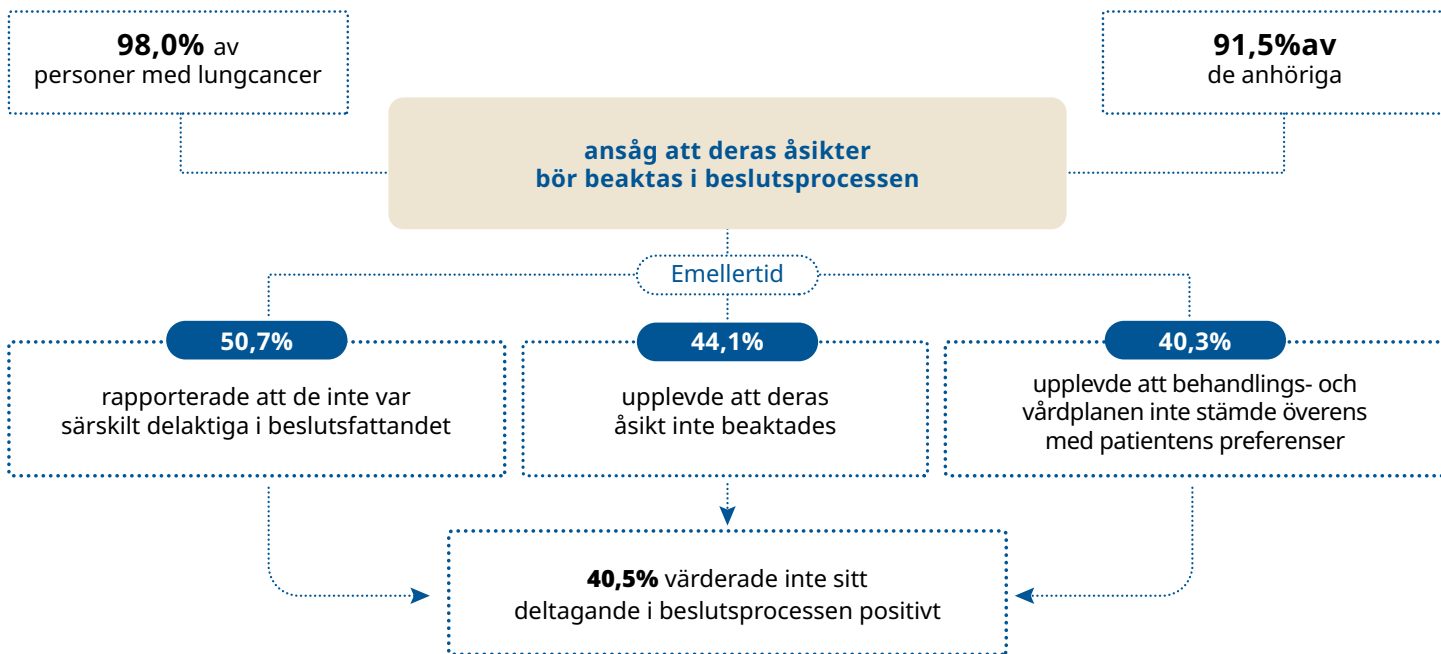 98,0% av
personer med lungcancer
91,5%av
de anhöriga
ansåg att deras åsikter
bör beaktas i beslutsprocessen
Emellertid
50,7%
rapporterade att de inte var
särskilt delaktiga i beslutsfattandet
44,1%
upplevde att deras
åsikt inte beaktades
40,3%
upplevde att behandlings- och
vårdplanen inte stämde överens
med patientens preferenser
40,5% värderade inte sitt
deltagande i beslutsprocessen positivt